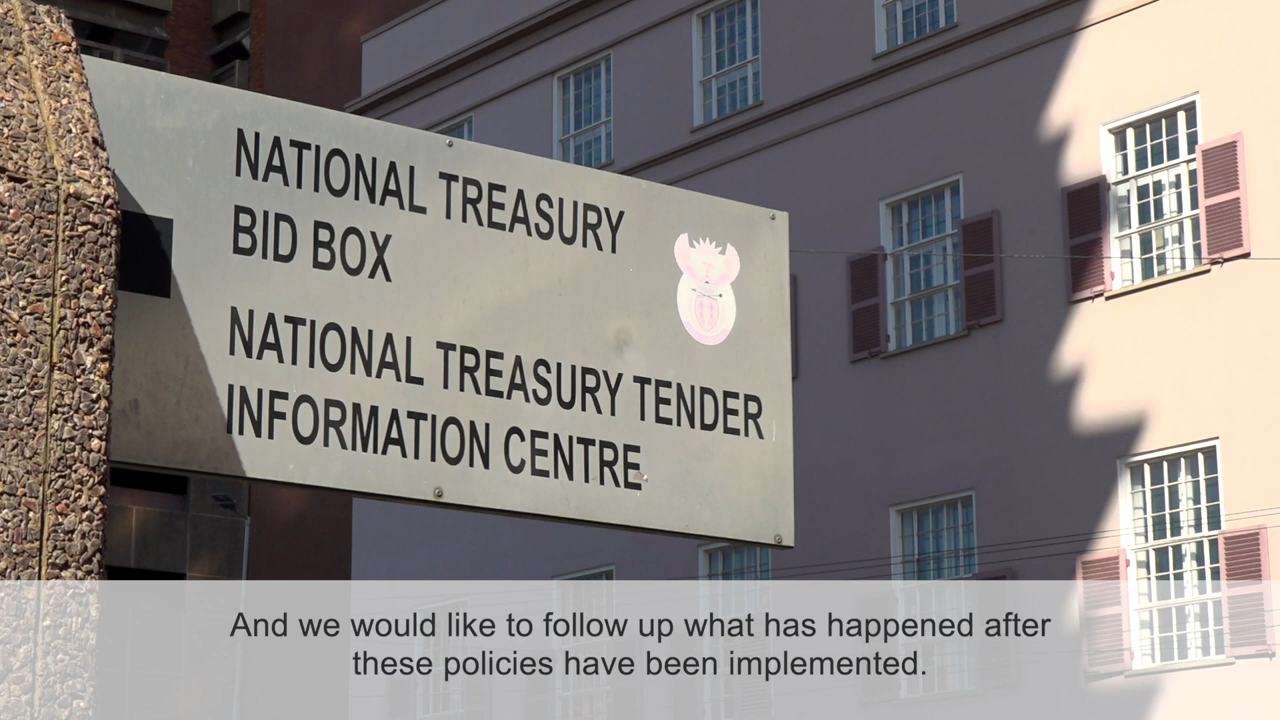 NATIONAL TREASURY
BID BOX
NATIONAL TREASURY TENDER
INFORMATION CENTRE
And we would like to follow up what has happened after
these policies have been implemented.